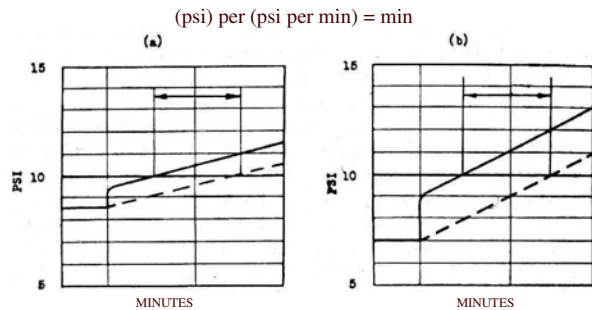 (psi) per (psi per min) = min
(a)
15
10
5
PSI
MINUTES
(b)
15
10
5
PSI
MINUTES